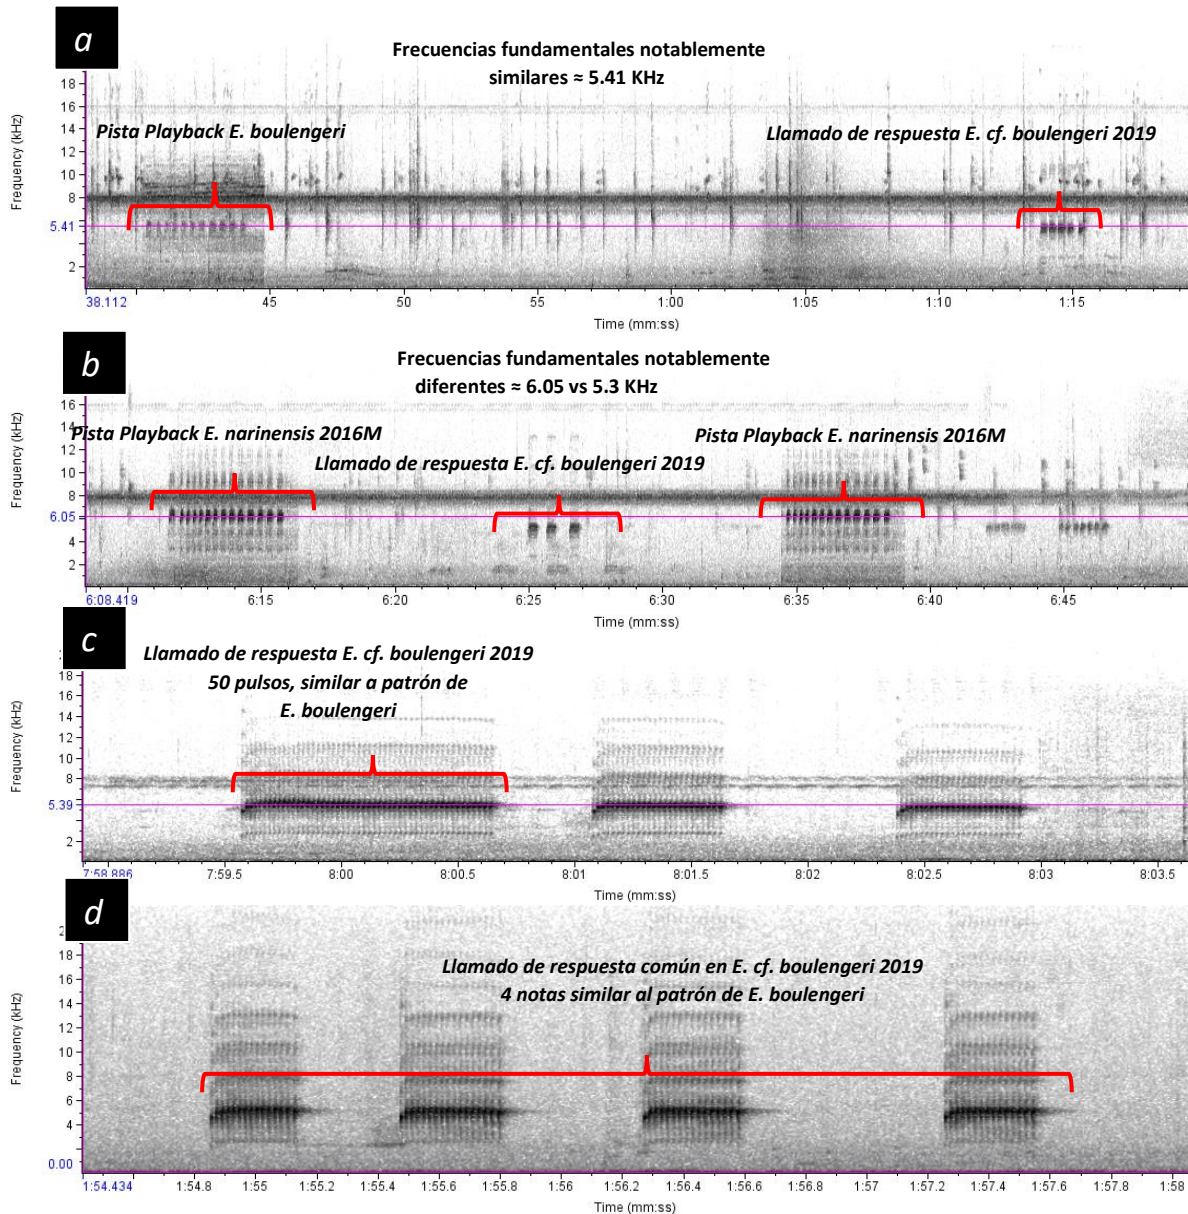 a
Frecuencias fundamentales notablemente
similares ≈ 5.41 KHz
Pista Playback E. boulengeri
Llamado de respuesta E. cf. boulengeri 2019
Frequency (kHz)
18
16
14
12
10
8
5.41
2
38.112 45 50 55 1:00 1:05 1:10 1:15
Time (mm:ss)
b
Frecuencias fundamentales notablemente
diferentes ≈ 6.05 vs 5.3 KHz
Pista Playback E. narinensis 2016M
Llamado de respuesta E. cf. boulengeri 2019
Pista Playback E. narinensis 2016M
Frequency (kHz)
16
12
10
8
6.05
4
2
6:08.419 6:15 6:20 6:25 6:30 6:35 6:40 6:45
Time (mm:ss)
c
Llamado de respuesta E. cf. boulengeri 2019
50 pulsos, similar a patrón de
E. boulengeri
Frequency (kHz)
18
16
14
12
10
8
5.39
2
7:58.886 7:59.5 8:00 8:00.5 8:01 8:01.5 8:02 8:02.5 8:03 8:03.5
Time (mm:ss)
d
Llamado de respuesta común en E. cf. boulengeri 2019
4 notas similar al patrón de E. boulengeri
Frequency (kHz)
18
16
14
12
10
8
6
4
0.00
1:54.434 1:54.8 1:55 1:55.2 1:55.4 1:55.6 1:55.8 1:56 1:56.2 1:56.4 1:56.6 1:56.8 1:57 1:57.2 1:57.4 1:57.6 1:57.8 1:58
Time (mm:ss)